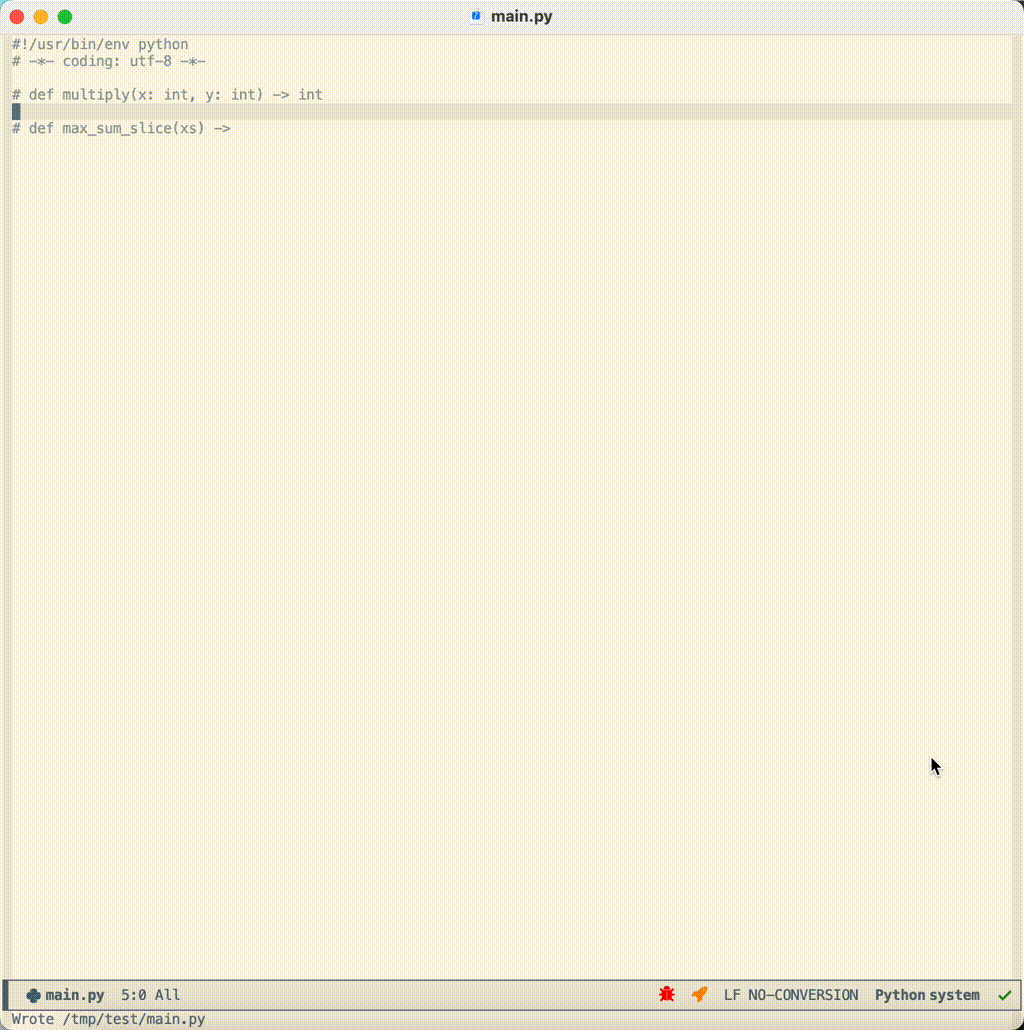 main.py
#!/usr/bin/env python
# -*- coding: utf-8 -*-
# def multiply(x: int, y: int) -> int
# def max_sum_slice(xs) ->
main.py 5:0 All LF NO-CONVERSION Python system
Wrote /tmp/test/main.py